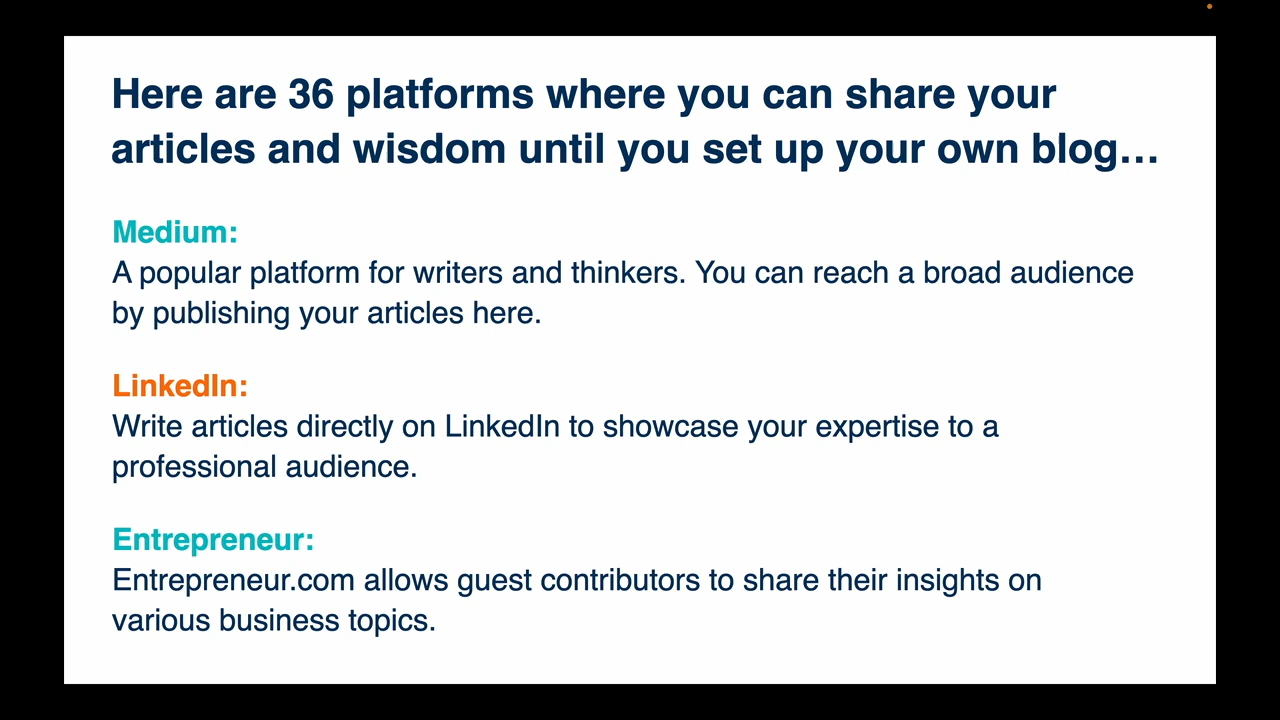 Here are 36 platforms where you can share your
articles and wisdom until you set up your own blog…
Medium:
A popular platform for writers and thinkers. You can reach a broad audience
by publishing your articles here.
LinkedIn:
Write articles directly on LinkedIn to showcase your expertise to a
professional audience.
Entrepreneur:
Entrepreneur.com allows guest contributors to share their insights on
various business topics.